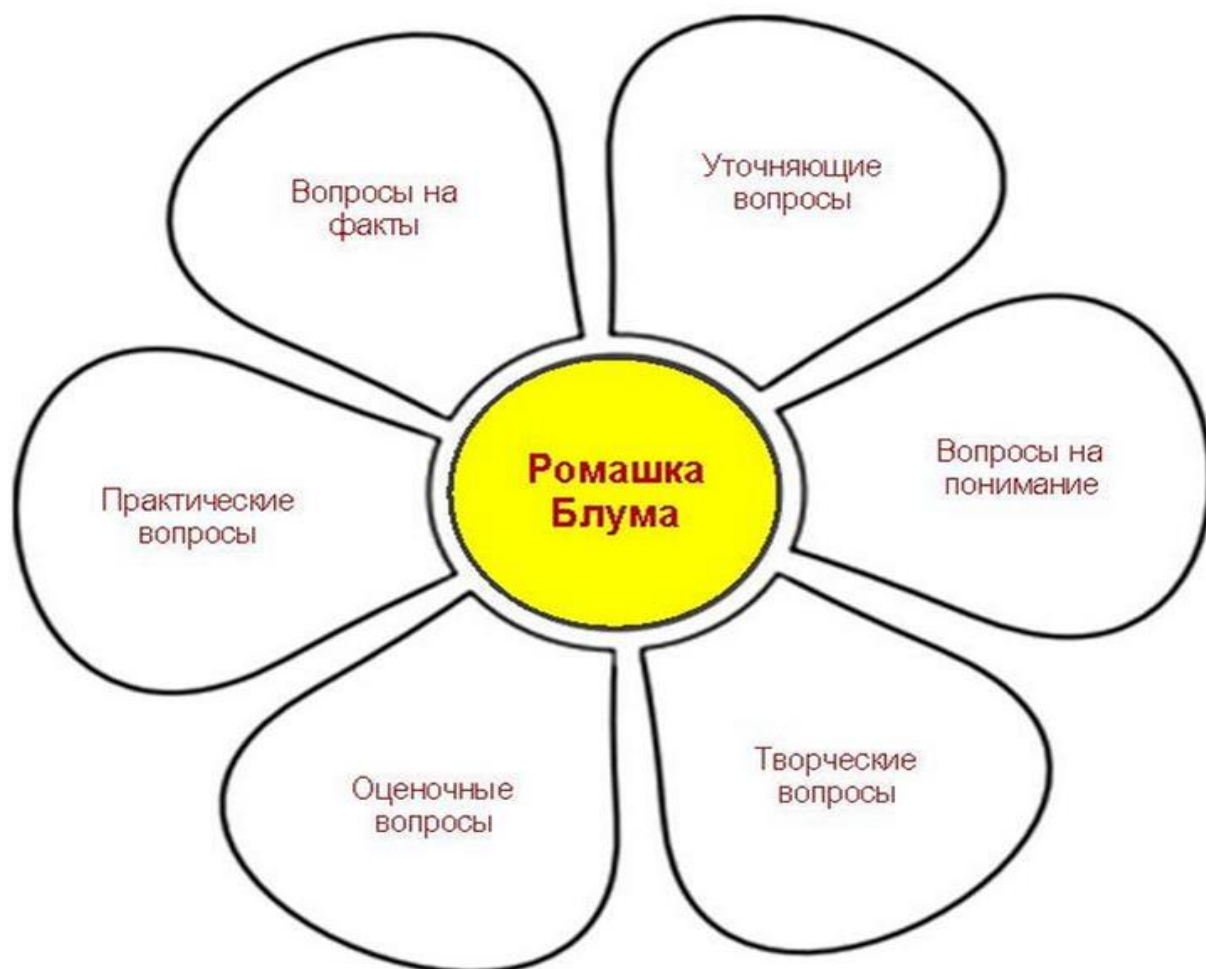 Вопросы на
факты
Уточняющие
вопросы
Практические
вопросы
Ромашка
Блума
Вопросы на
понимание
Оценочные
вопросы
Творческие
вопросы